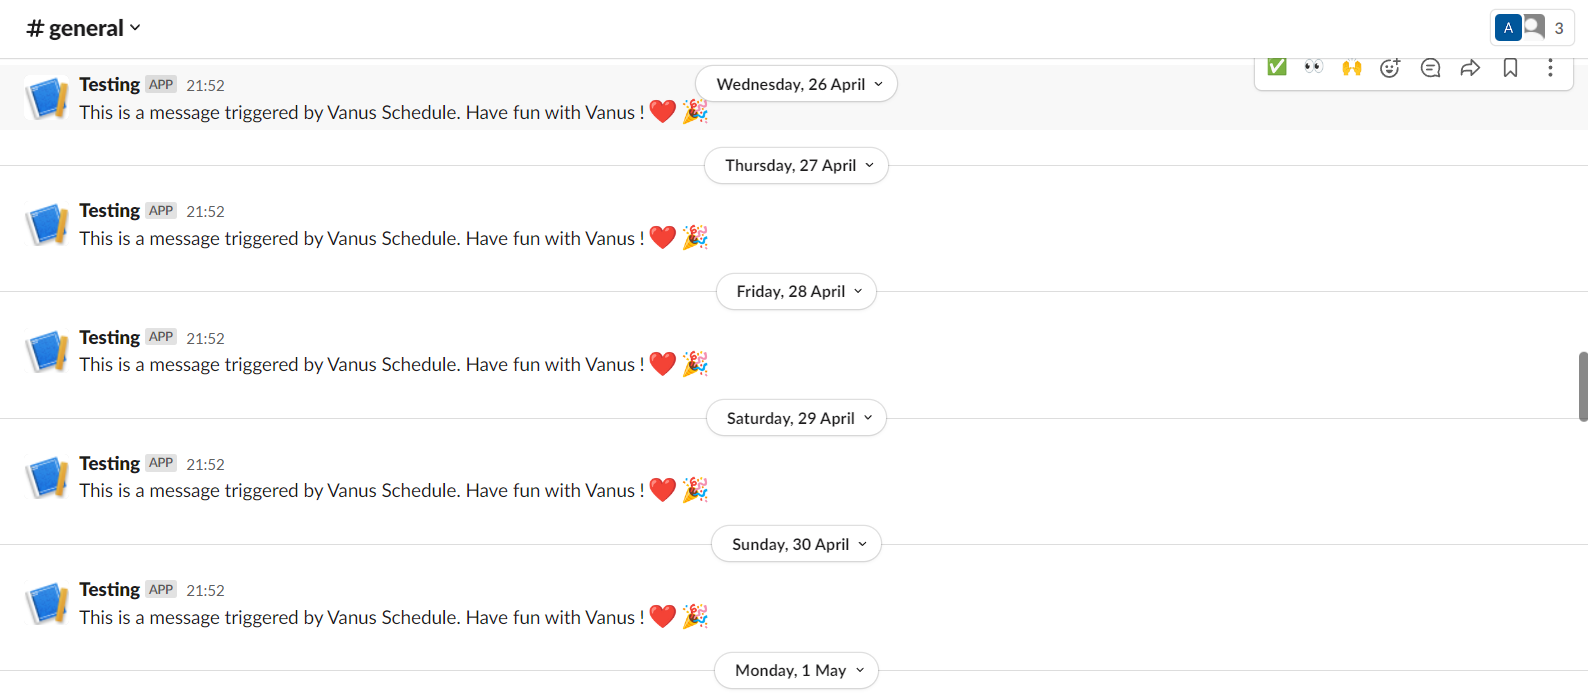 # general
A 3
Wednesday, 26 April
Testing APP 21:52
This is a message triggered by Vanus Schedule. Have fun with Vanus ! ❤️ 🎉
Thursday, 27 April
Testing APP 21:52
This is a message triggered by Vanus Schedule. Have fun with Vanus ! ❤️ 🎉
Friday, 28 April
Testing APP 21:52
This is a message triggered by Vanus Schedule. Have fun with Vanus ! ❤️ 🎉
Saturday, 29 April
Testing APP 21:52
This is a message triggered by Vanus Schedule. Have fun with Vanus ! ❤️ 🎉
Sunday, 30 April
Testing APP 21:52
This is a message triggered by Vanus Schedule. Have fun with Vanus ! ❤️ 🎉
Monday, 1 May